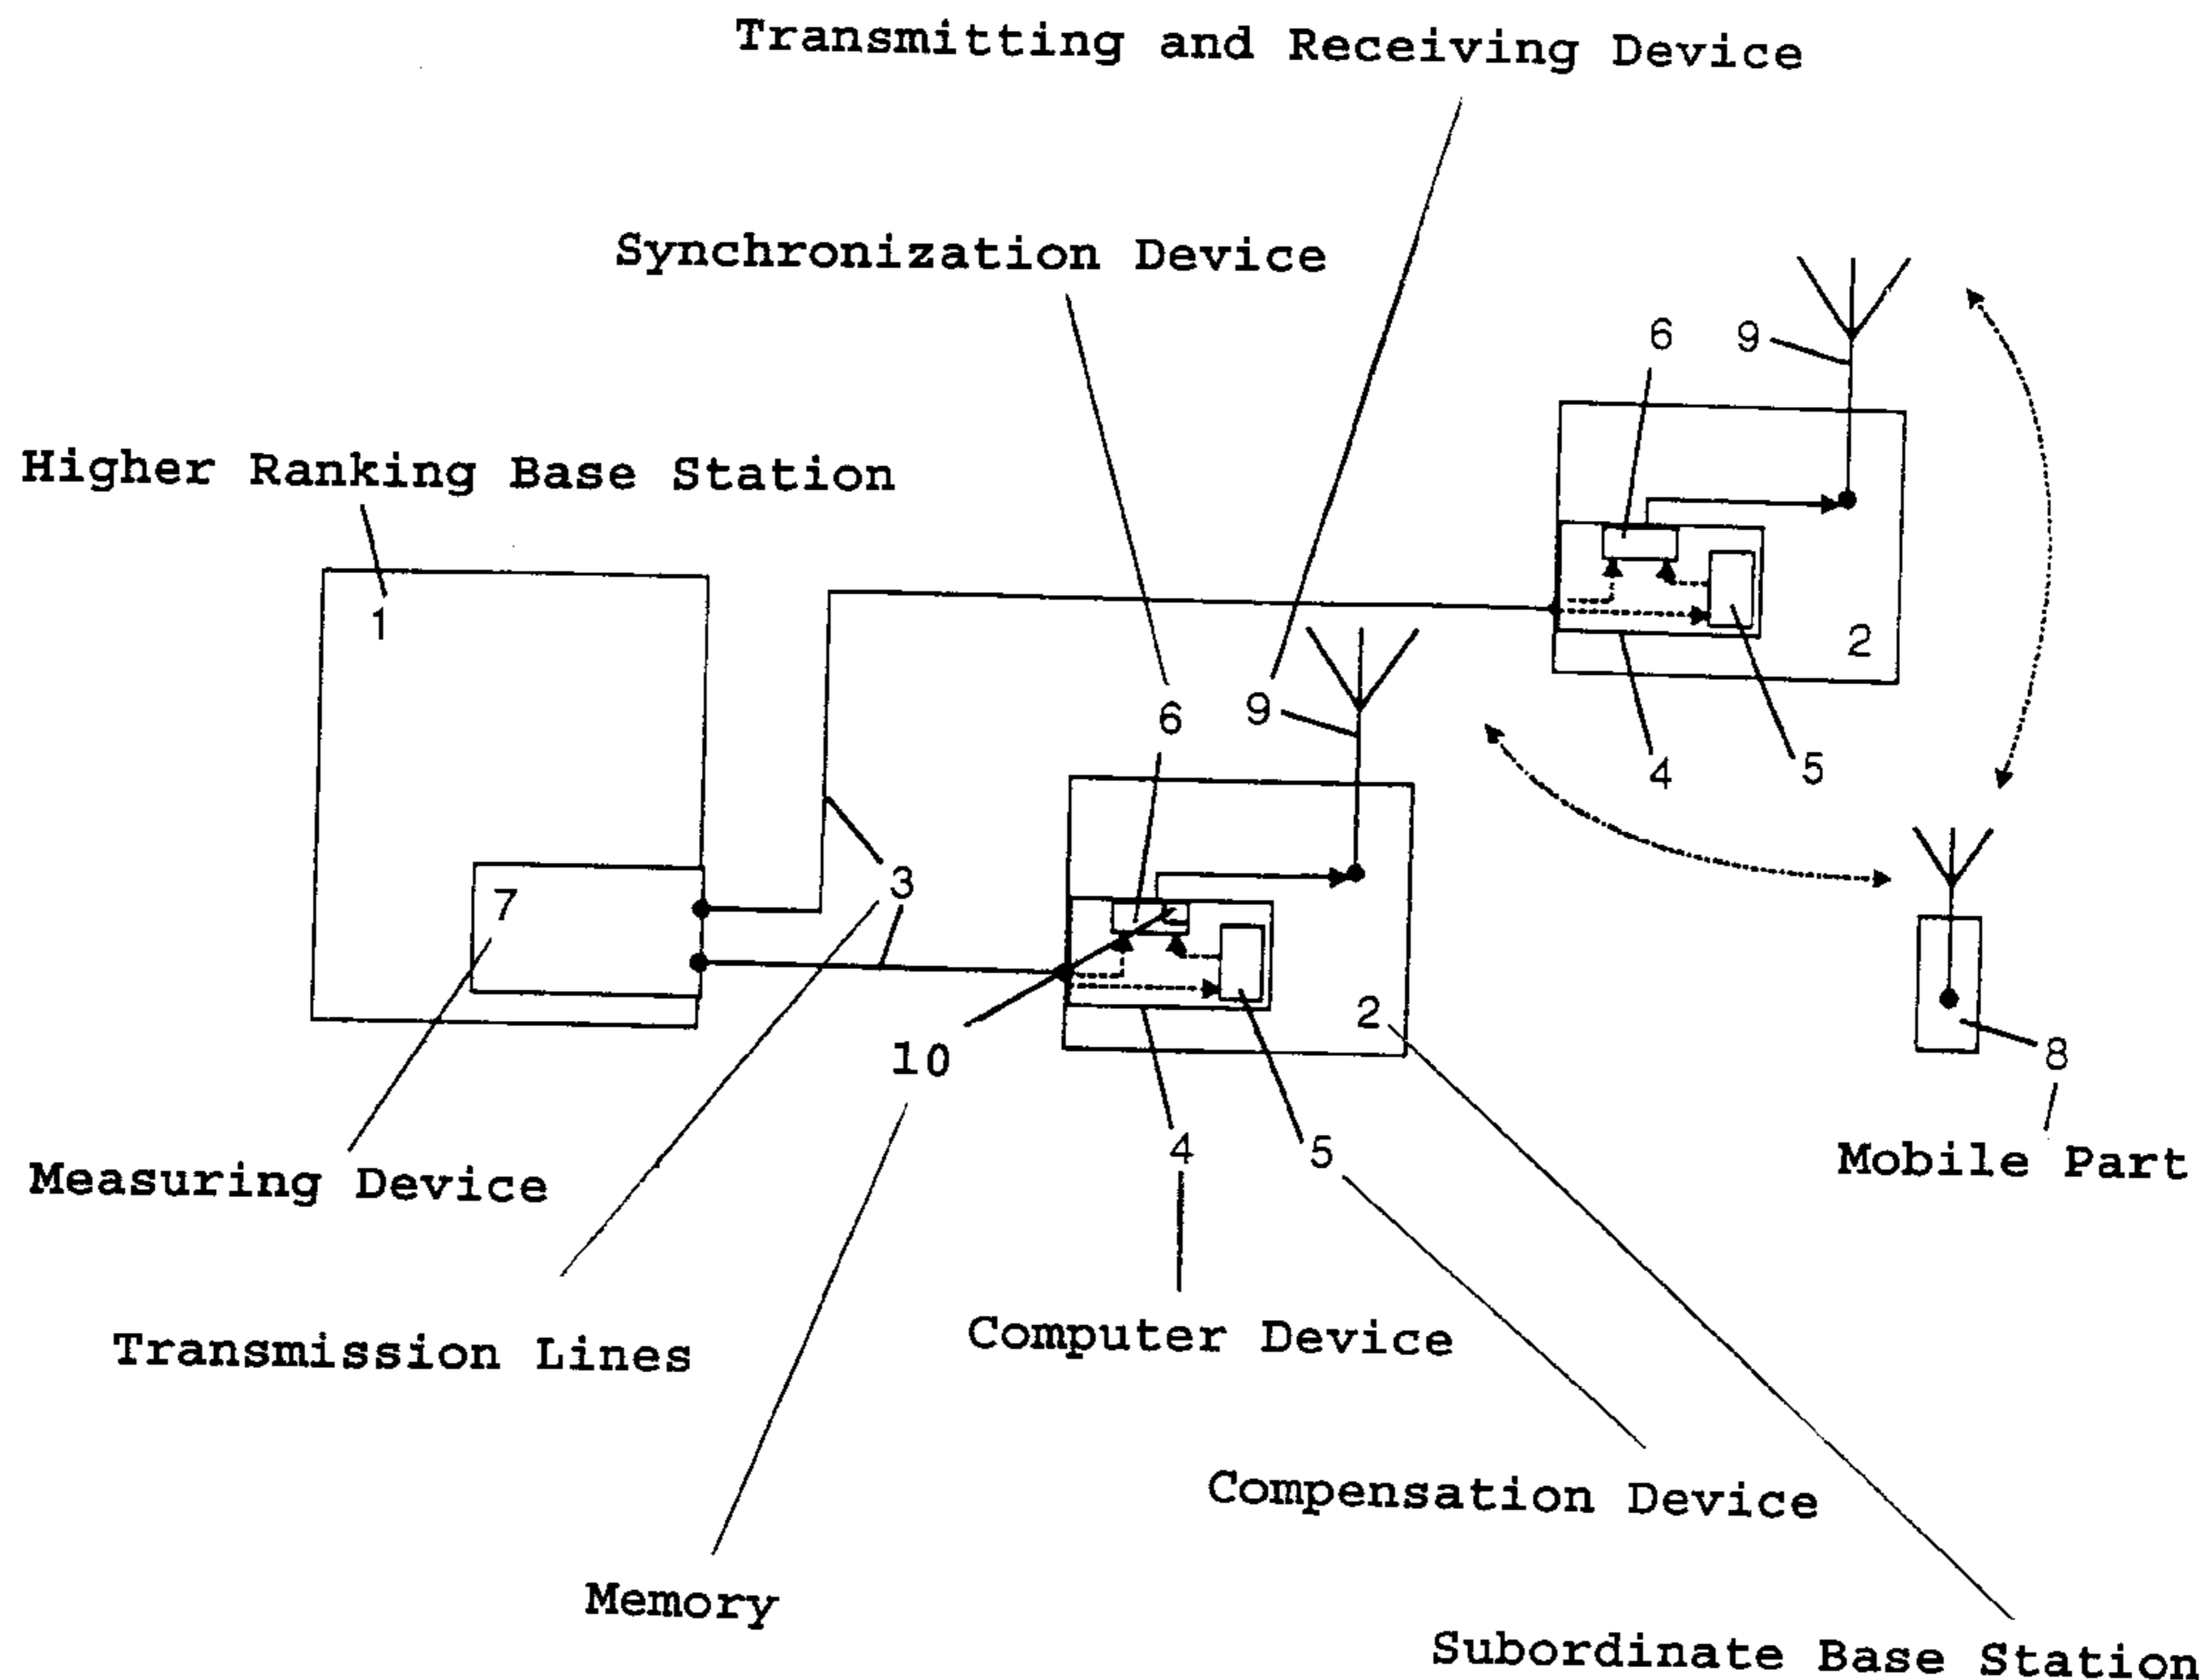 Transmitting and Receiving Device
Synchronization Device
6
9
Higher Ranking Base Station
1
2
6
9
4
5
3
7
2
8
10
4
5
Mobile Part
Measuring Device
Computer Device
Transmission Lines
Compensation Device
Memory
Subordinate Base Station